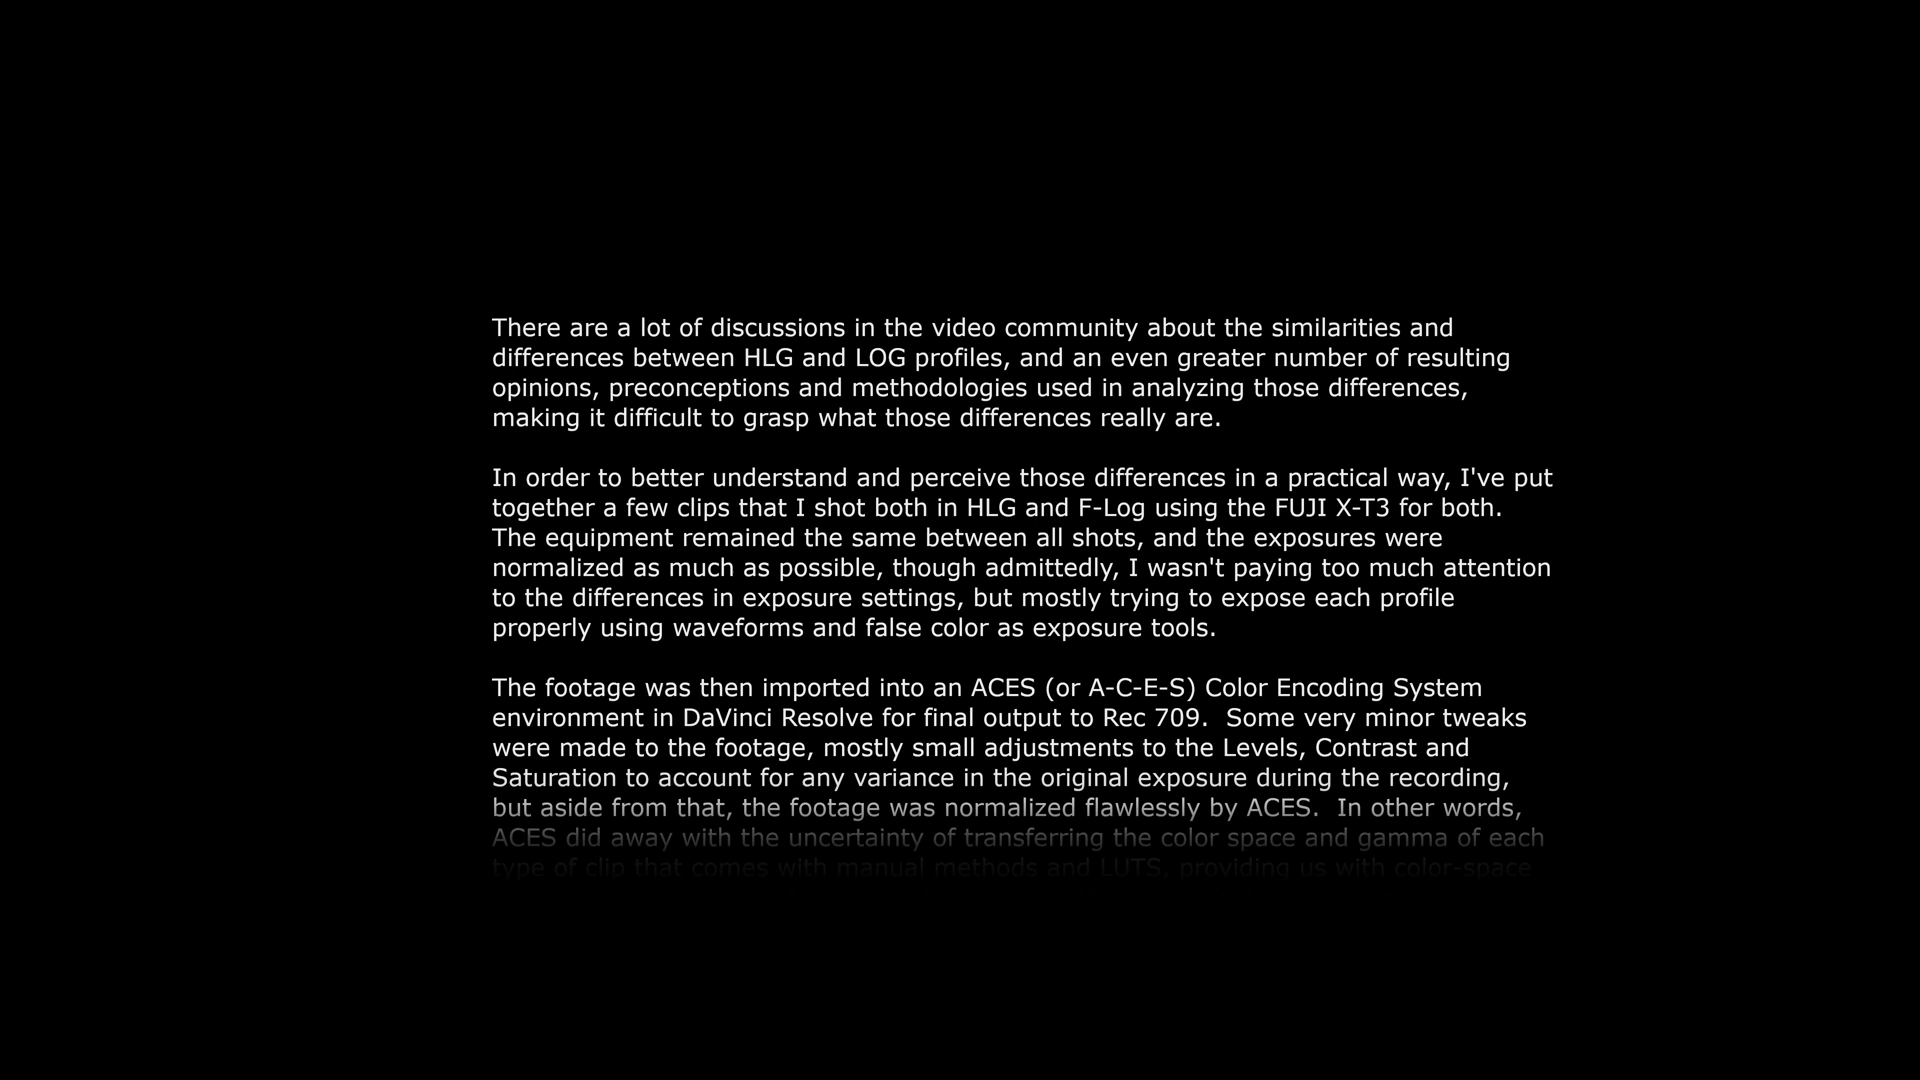 There are a lot of discussions in the video community about the similarities and
differences between HLG and LOG profiles, and an even greater number of resulting
opinions, preconceptions and methodologies used in analyzing those differences,
making it difficult to grasp what those differences really are.
In order to better understand and perceive those differences in a practical way, I've put
together a few clips that I shot both in HLG and F-Log using the FUJI X-T3 for both.
The equipment remained the same between all shots, and the exposures were
normalized as much as possible, though admittedly, I wasn't paying too much attention
to the differences in exposure settings, but mostly trying to expose each profile
properly using waveforms and false color as exposure tools.
The footage was then imported into an ACES (or A-C-E-S) Color Encoding System
environment in DaVinci Resolve for final output to Rec 709.  Some very minor tweaks
were made to the footage, mostly small adjustments to the Levels, Contrast and
Saturation to account for any variance in the original exposure during the recording,
but aside from that, the footage was normalized flawlessly by ACES.  In other words,
ACES did away with the uncertainty of transferring the color space and gamma of each
type of clip that comes with manual methods and LUTS, providing us with color-space